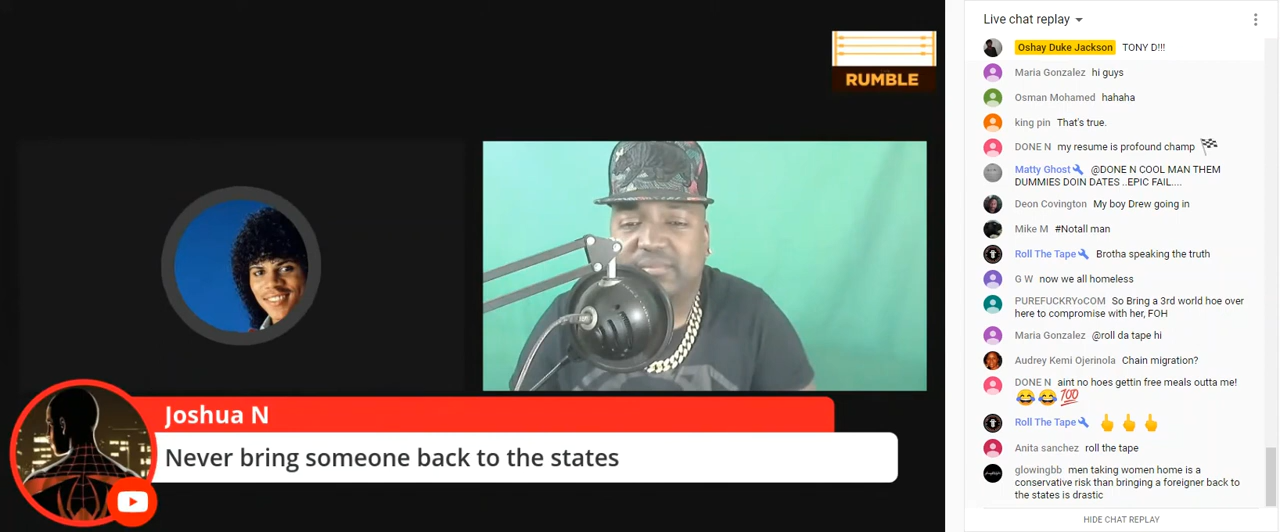 RUMBLE
Joshua N
Never bring someone back to the states
Live chat replay
Oshay Duke Jackson TONY D!!!
Maria Gonzalez hi guys
Osman Mohamed hahaha
king pin That's true.
DONE N my resume is profound champ 🏁
Matty Ghost @DONE N COOL MAN THEM
DUMMIES DOIN DATES ..EPIC FAIL....
Deon Covington My boy Drew going in
Mike M #Notall man
Roll The Tape Brotha speaking the truth
G W now we all homeless
PUREFUCKRYoCOM So Bring a 3rd world hoe over
here to compromise with her, FOH
Maria Gonzalez @roll da tape hi
Audrey Kemi Ojerinola Chain migration?
DONE N aint no hoes gettin free meals outta me!
😂 😂 💯
Roll The Tape 👆 👆 👆
Anita sanchez roll the tape
glowingbb men taking women home is a
conservative risk than bringing a foreigner back to
the states is drastic
HIDE CHAT REPLAY